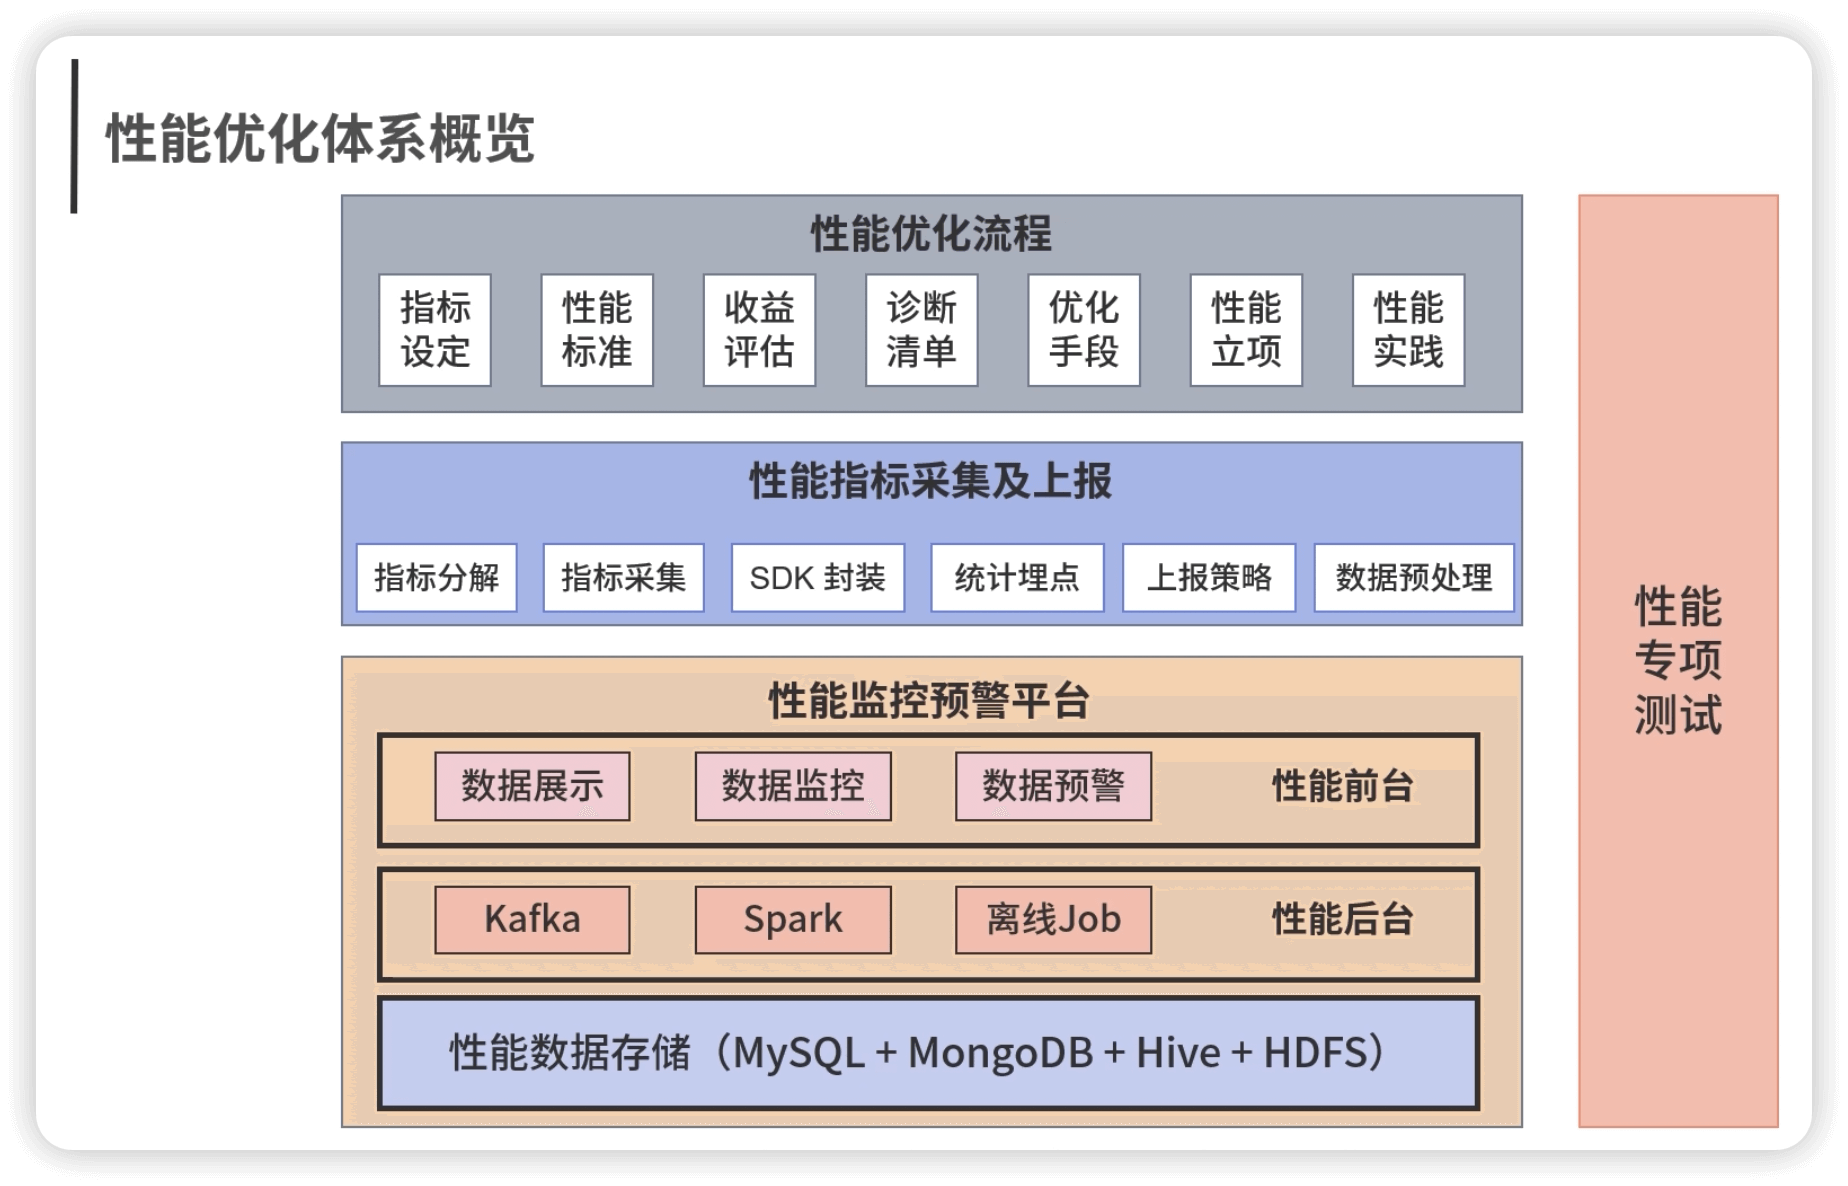 性能优化体系概览
性能优化流程
指标
设定
性能
标准
收益
评估
诊断
清单
优化
手段
性能
立项
性能
实践
性能指标采集及上报
指标分解
指标采集
SDK 封装
统计埋点
上报策略
数据预处理
性能监控预警平台
数据展示
数据监控
数据预警
性能前台
Kafka
Spark
离线Job
性能后台
性能数据存储（MySQL + MongoDB + Hive + HDFS）
性能
专项
测试